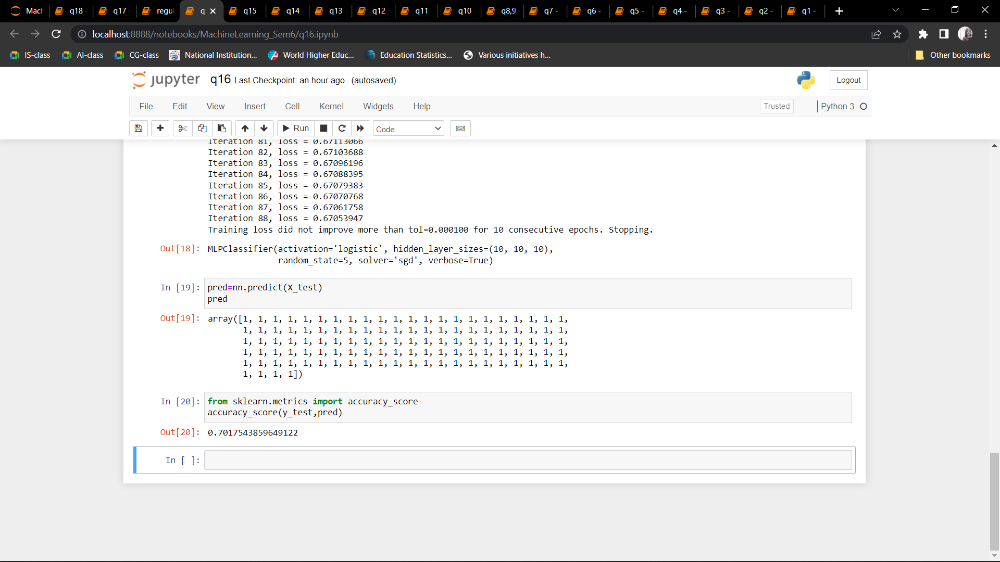 Mach q18 - q17 - regul q q15 q14 q13 q12 q11 q10 q8,9 q7 - q6 - q5 - q4 - q3 - q2 - q1 -
localhost:8888/notebooks/MachineLearning_Sem6/q16.ipynb
IS-class AI-class CG-class National Institution... World Higher Educ... Education Statistics... Various initiatives h... Other bookmarks
jupyter q16 Last Checkpoint: an hour ago (autosaved) Logout
File Edit View Insert Cell Kernel Widgets Help Trusted Python 3
Run Code
Iteration 81, loss = 0.67113066
Iteration 82, loss = 0.67103688
Iteration 83, loss = 0.67096196
Iteration 84, loss = 0.67088395
Iteration 85, loss = 0.67079383
Iteration 86, loss = 0.67070768
Iteration 87, loss = 0.67061758
Iteration 88, loss = 0.67053947
Training loss did not improve more than tol=0.000100 for 10 consecutive epochs. Stopping.
Out[18]: MLPClassifier(activation='logistic', hidden_layer_sizes=(10, 10, 10),
random_state=5, solver='sgd', verbose=True)
In [19]: pred=nn.predict(X_test)
pred
Out[19]: array([1, 1, 1, 1, 1, 1, 1, 1, 1, 1, 1, 1, 1, 1, 1, 1, 1, 1, 1, 1, 1, 1,
1, 1, 1, 1, 1, 1, 1, 1, 1, 1, 1, 1, 1, 1, 1, 1, 1, 1, 1, 1, 1, 1,
1, 1, 1, 1, 1, 1, 1, 1, 1, 1, 1, 1, 1, 1, 1, 1, 1, 1, 1, 1, 1, 1,
1, 1, 1, 1, 1, 1, 1, 1, 1, 1, 1, 1, 1, 1, 1, 1, 1, 1, 1, 1, 1, 1,
1, 1, 1, 1, 1, 1, 1, 1, 1, 1, 1, 1, 1, 1, 1, 1, 1, 1, 1, 1, 1, 1,
1, 1, 1, 1])
In [20]: from sklearn.metrics import accuracy_score
accuracy_score(y_test,pred)
Out[20]: 0.7017543859649122
In [ ]: